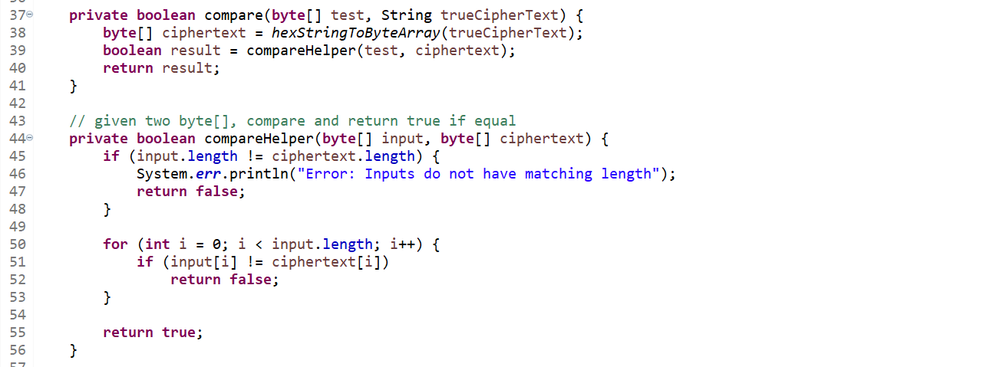 37 private boolean compare(byte[] test, String trueCipherText) {
38 byte[] ciphertext = hexStringToByteArray(trueCipherText);
39 boolean result = compareHelper(test, ciphertext);
40 return result;
41 }
42
43 // given two byte[], compare and return true if equal
44 private boolean compareHelper(byte[] input, byte[] ciphertext) {
45 if (input.length != ciphertext.length) {
46 System.err.println("Error: Inputs do not have matching length");
47 return false;
48 }
49
50 for (int i = 0; i < input.length; i++) {
51 if (input[i] != ciphertext[i])
52 return false;
53 }
54
55 return true;
56 }
57